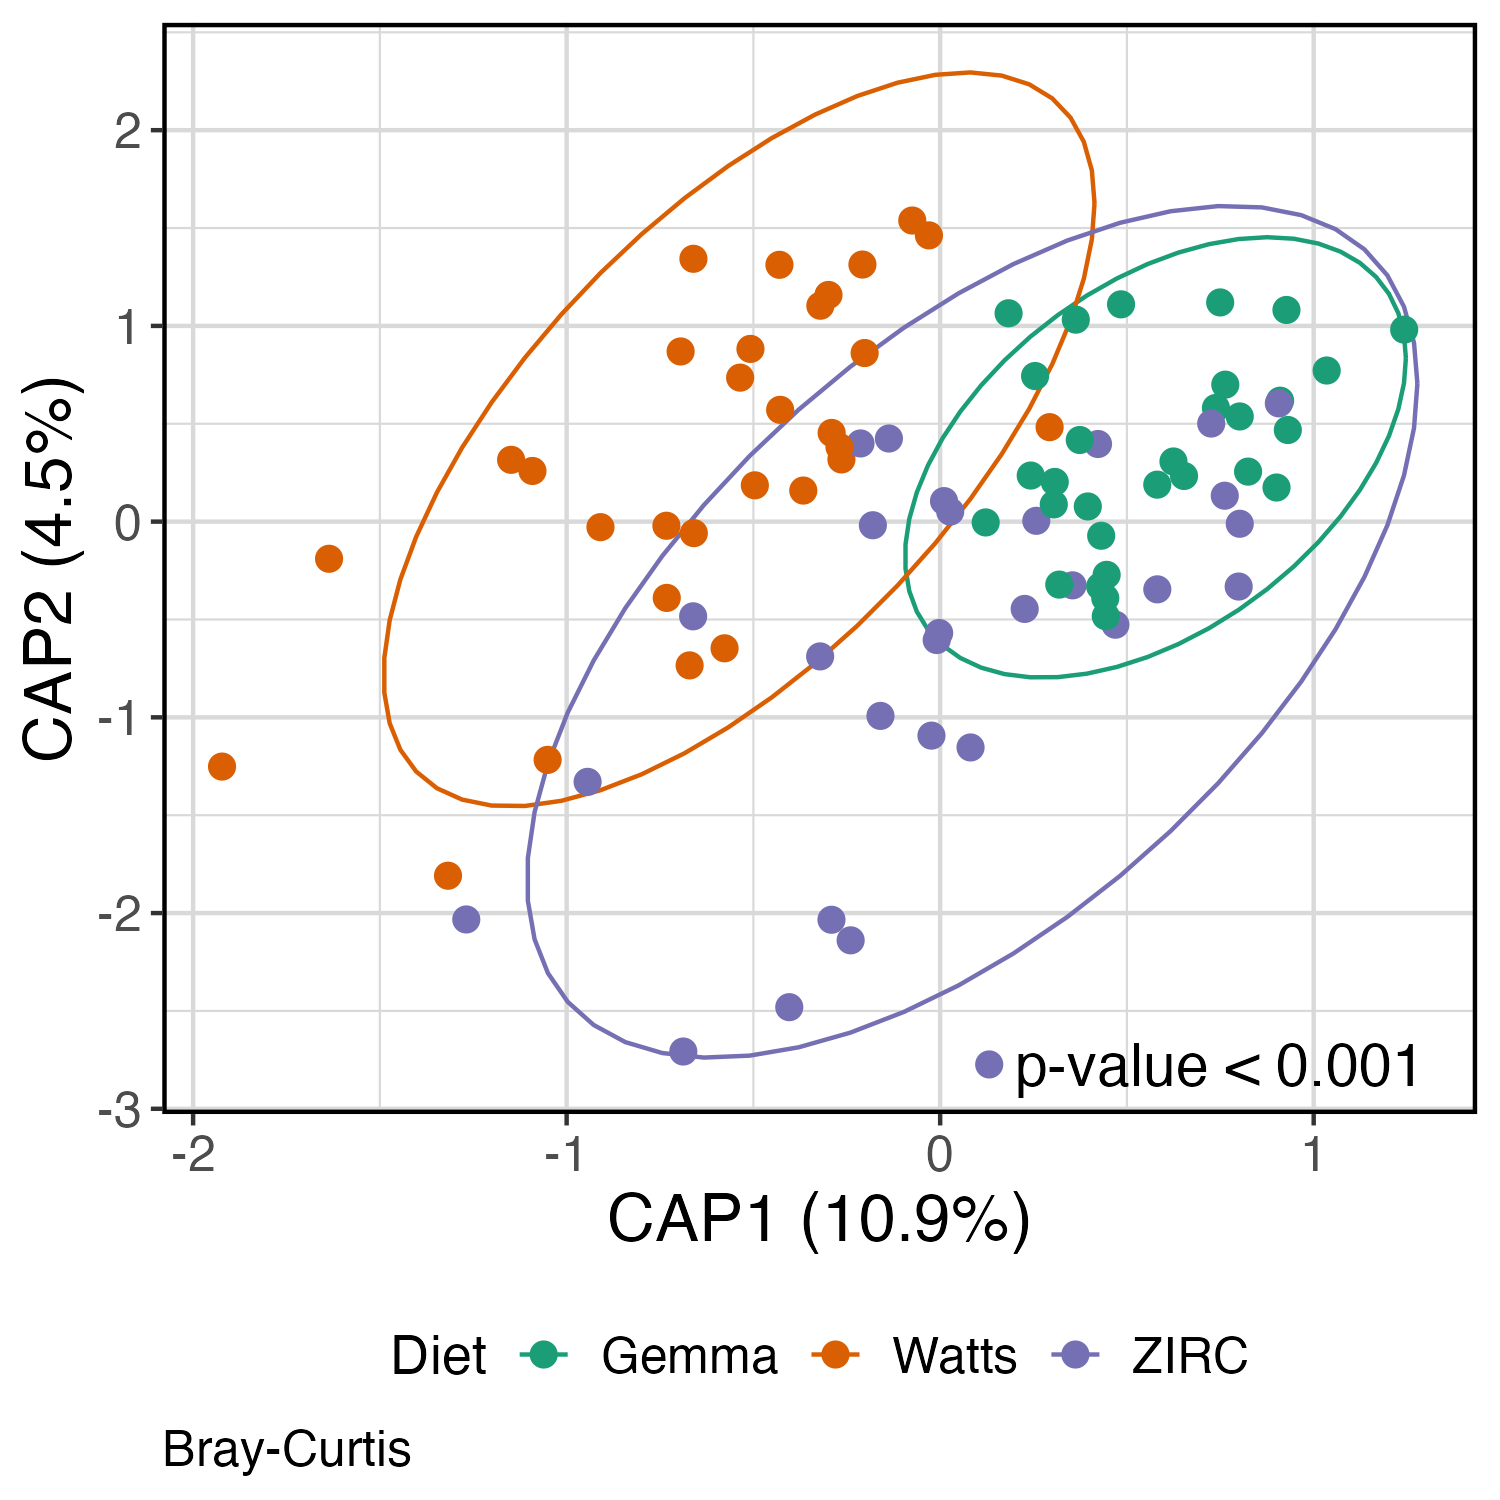 CAP2 (4.5%)
2
1
0
-1
-2
-3
p-value < 0.001
-2 -1 0 1
CAP1 (10.9%)
Diet Gemma Watts ZIRC
Bray-Curtis